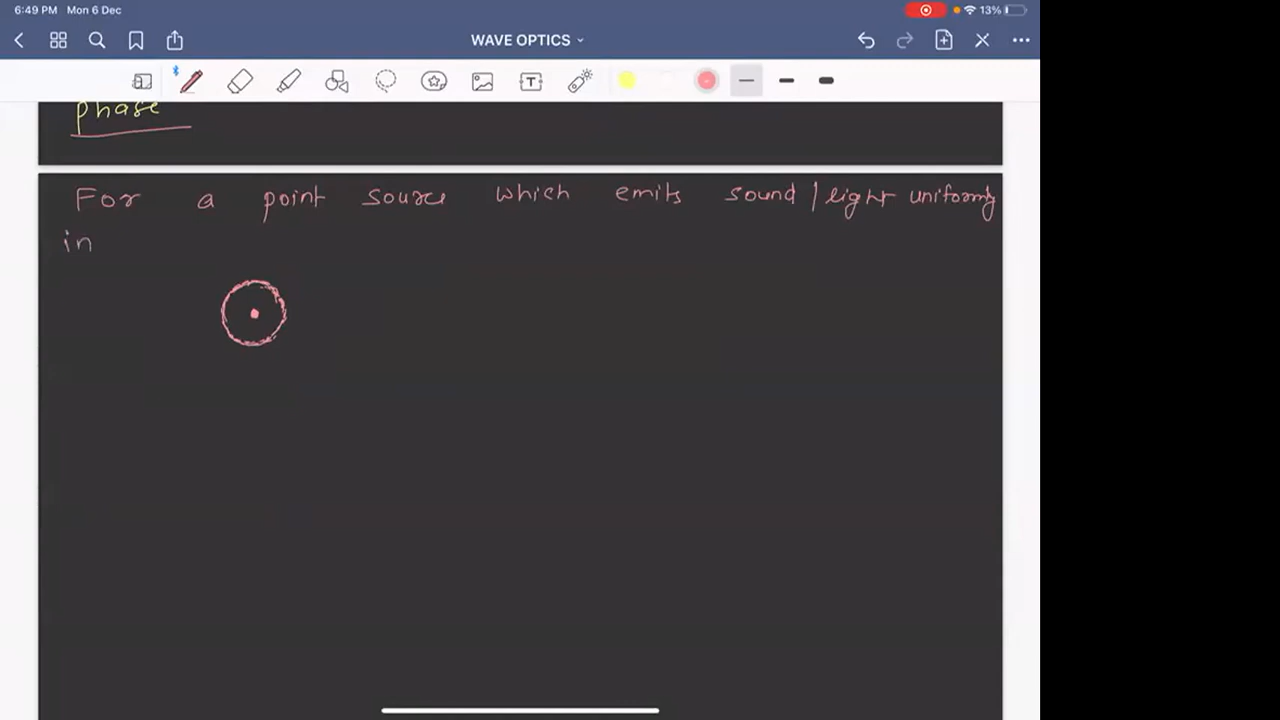 6:49 PM Mon 6 Dec
13%
WAVE OPTICS
phase
For a point source which emits sound / light uniformly
in